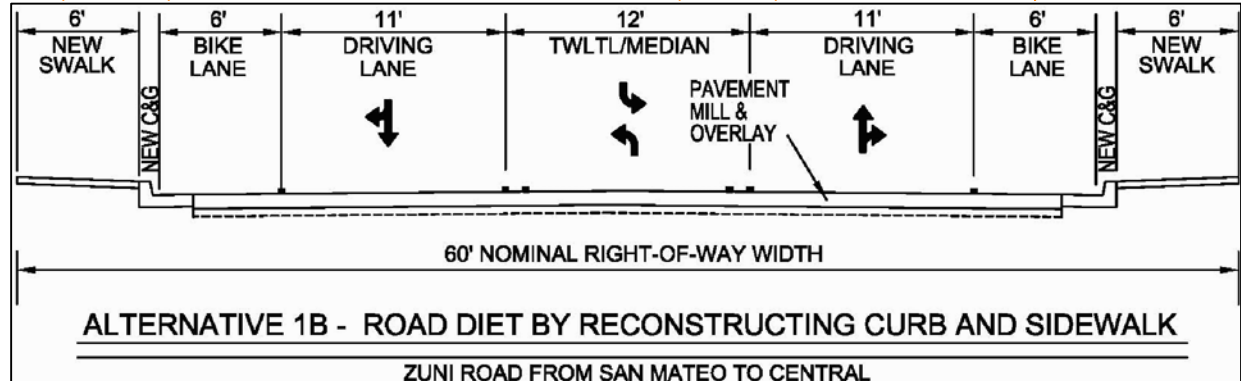 6' 6' 11' 12' 11' 6' 6'
NEW SWALK
BIKE LANE
DRIVING LANE
TWLTL/MEDIAN
DRIVING LANE
BIKE LANE
NEW SWALK
NEW C&G
PAVEMENT
MILL &
OVERLAY
NEW C&G
60' NOMINAL RIGHT-OF-WAY WIDTH
ALTERNATIVE 1B - ROAD DIET BY RECONSTRUCTING CURB AND SIDEWALK
ZUNI ROAD FROM SAN MATEO TO CENTRAL